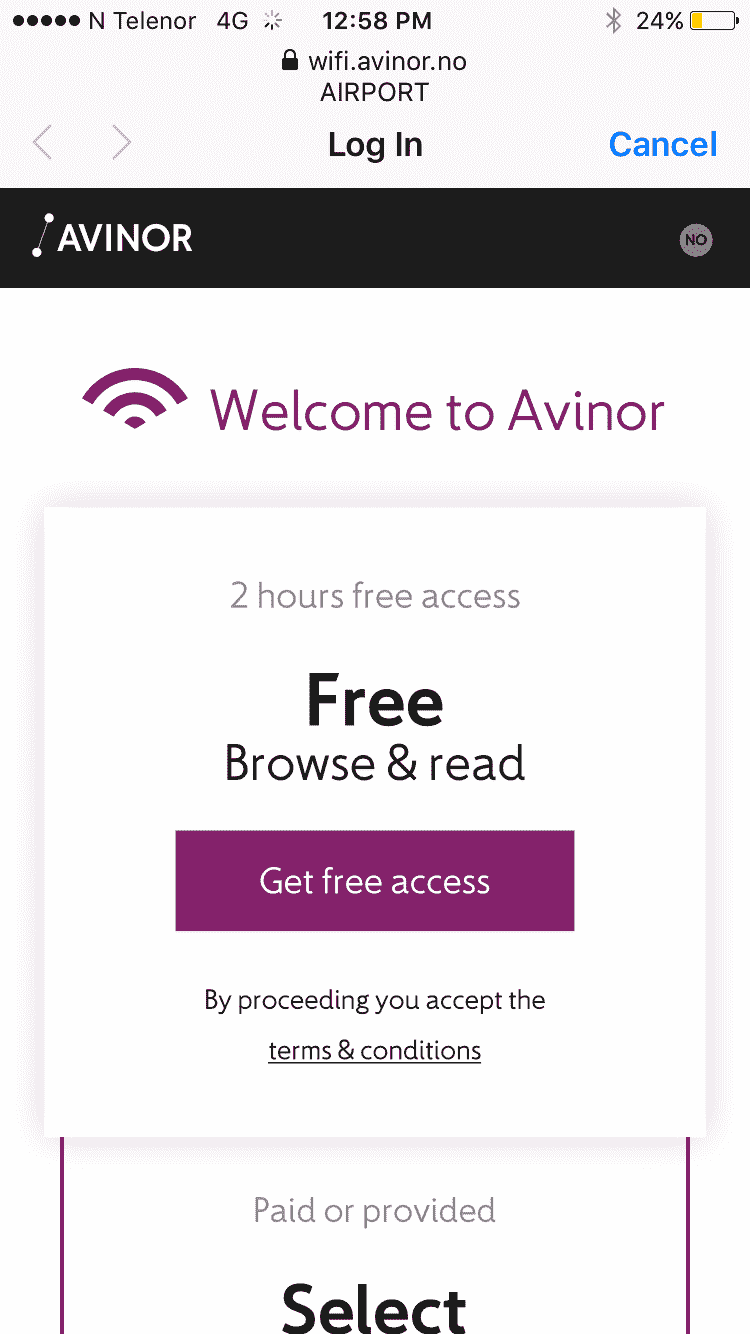 N Telenor 4G 12:58 PM 24%
wifi.avinor.no
AIRPORT
Log In Cancel
AVINOR NO
Welcome to Avinor
2 hours free access
Free
Browse & read
Get free access
By proceeding you accept the
terms & conditions
Paid or provided
Select